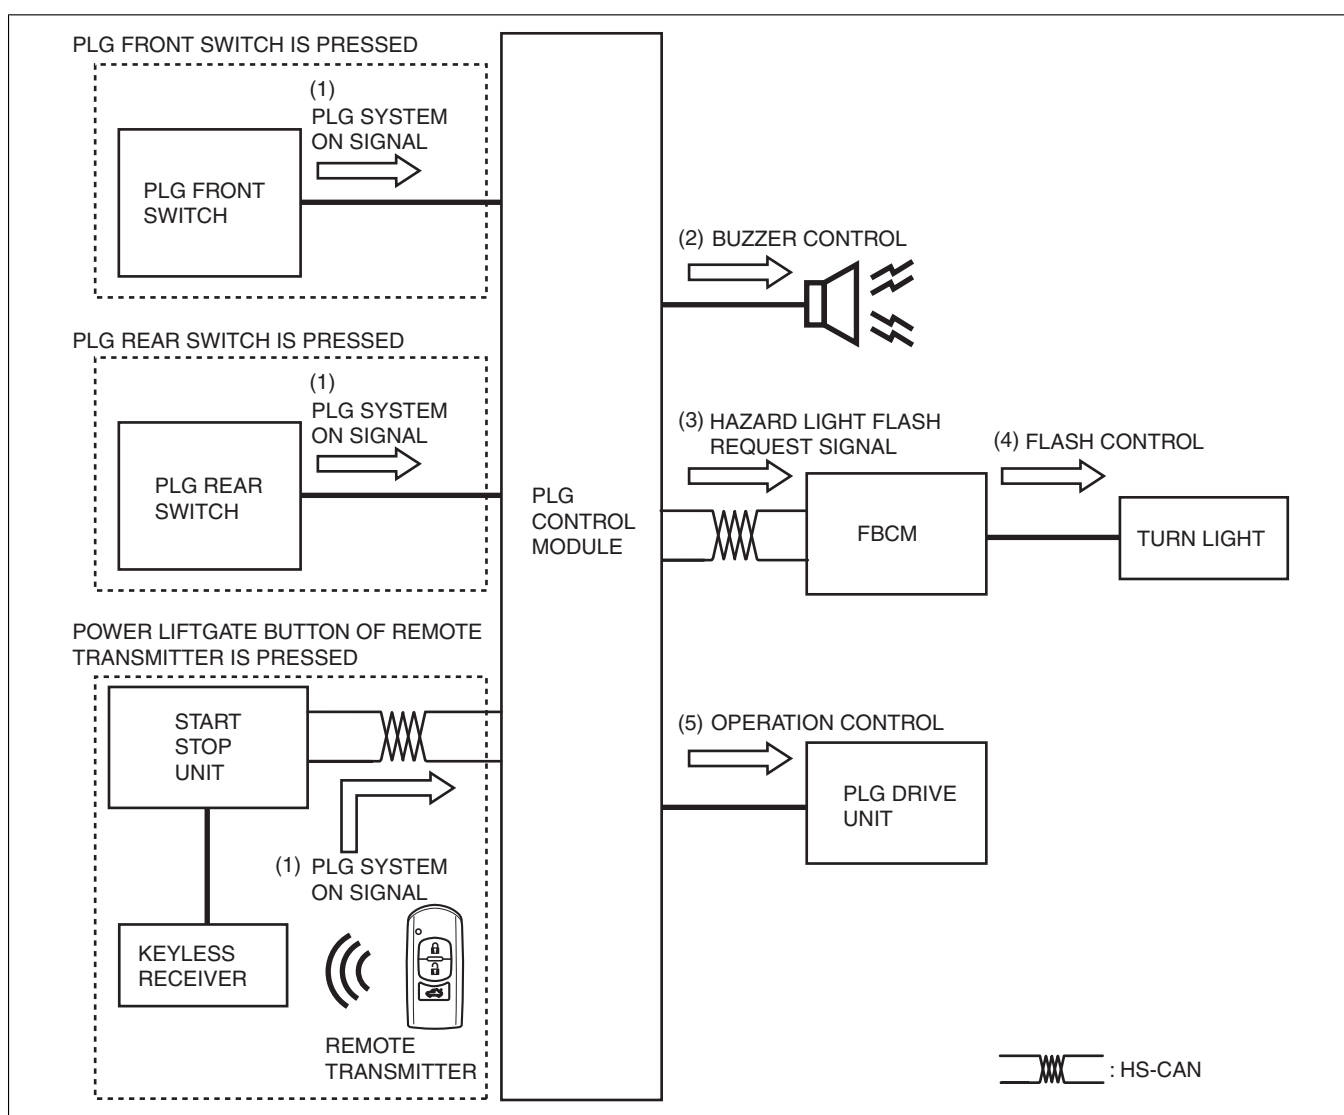 PLG FRONT SWITCH IS PRESSED
(1)
PLG SYSTEM
ON SIGNAL
PLG FRONT
SWITCH
PLG REAR SWITCH IS PRESSED
(1)
PLG SYSTEM
ON SIGNAL
PLG REAR
SWITCH
POWER LIFTGATE BUTTON OF REMOTE
TRANSMITTER IS PRESSED
START
STOP
UNIT
(1) PLG SYSTEM
ON SIGNAL
KEYLESS
RECEIVER
REMOTE
TRANSMITTER
PLG
CONTROL
MODULE
(2) BUZZER CONTROL
(3) HAZARD LIGHT FLASH
REQUEST SIGNAL
FBCM
(4) FLASH CONTROL
TURN LIGHT
(5) OPERATION CONTROL
PLG DRIVE
UNIT
: HS-CAN